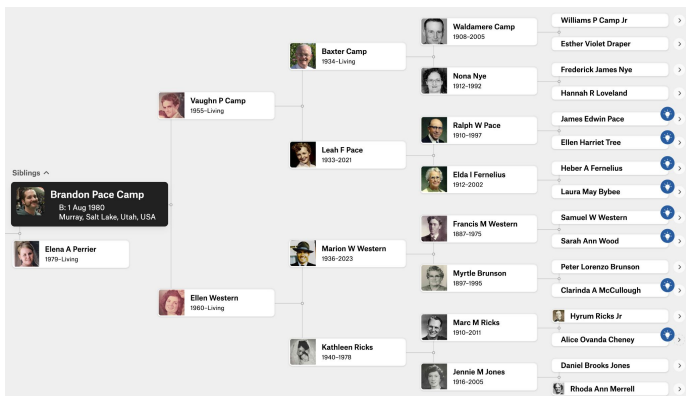 Siblings
Brandon Pace Camp
B: 1 Aug 1980
Murray, Salt Lake, Utah, USA
Elena A Perrier
1979–Living
Vaughn P Camp
1955–Living
Ellen Western
1960–Living
Baxter Camp
1934–Living
Leah F Pace
1933–2021
Marion W Western
1936–2023
Kathleen Ricks
1940–1978
Waldamere Camp
1908–2005
Nona Nye
1912–1992
Ralph W Pace
1910–1997
Elda I Fernelius
1912–2002
Francis M Western
1887–1975
Myrtle Brunson
1897–1995
Marc M Ricks
1910–2011
Jennie M Jones
1916–2005
Williams P Camp Jr
Esther Violet Draper
Frederick James Nye
Hannah R Loveland
James Edwin Pace
Ellen Harriet Tree
Heber A Fernelius
Laura May Bybee
Samuel W Western
Sarah Ann Wood
Peter Lorenzo Brunson
Clarinda A McCullough
Hyrum Ricks Jr
Alice Ovanda Cheney
Daniel Brooks Jones
Rhoda Ann Merrell